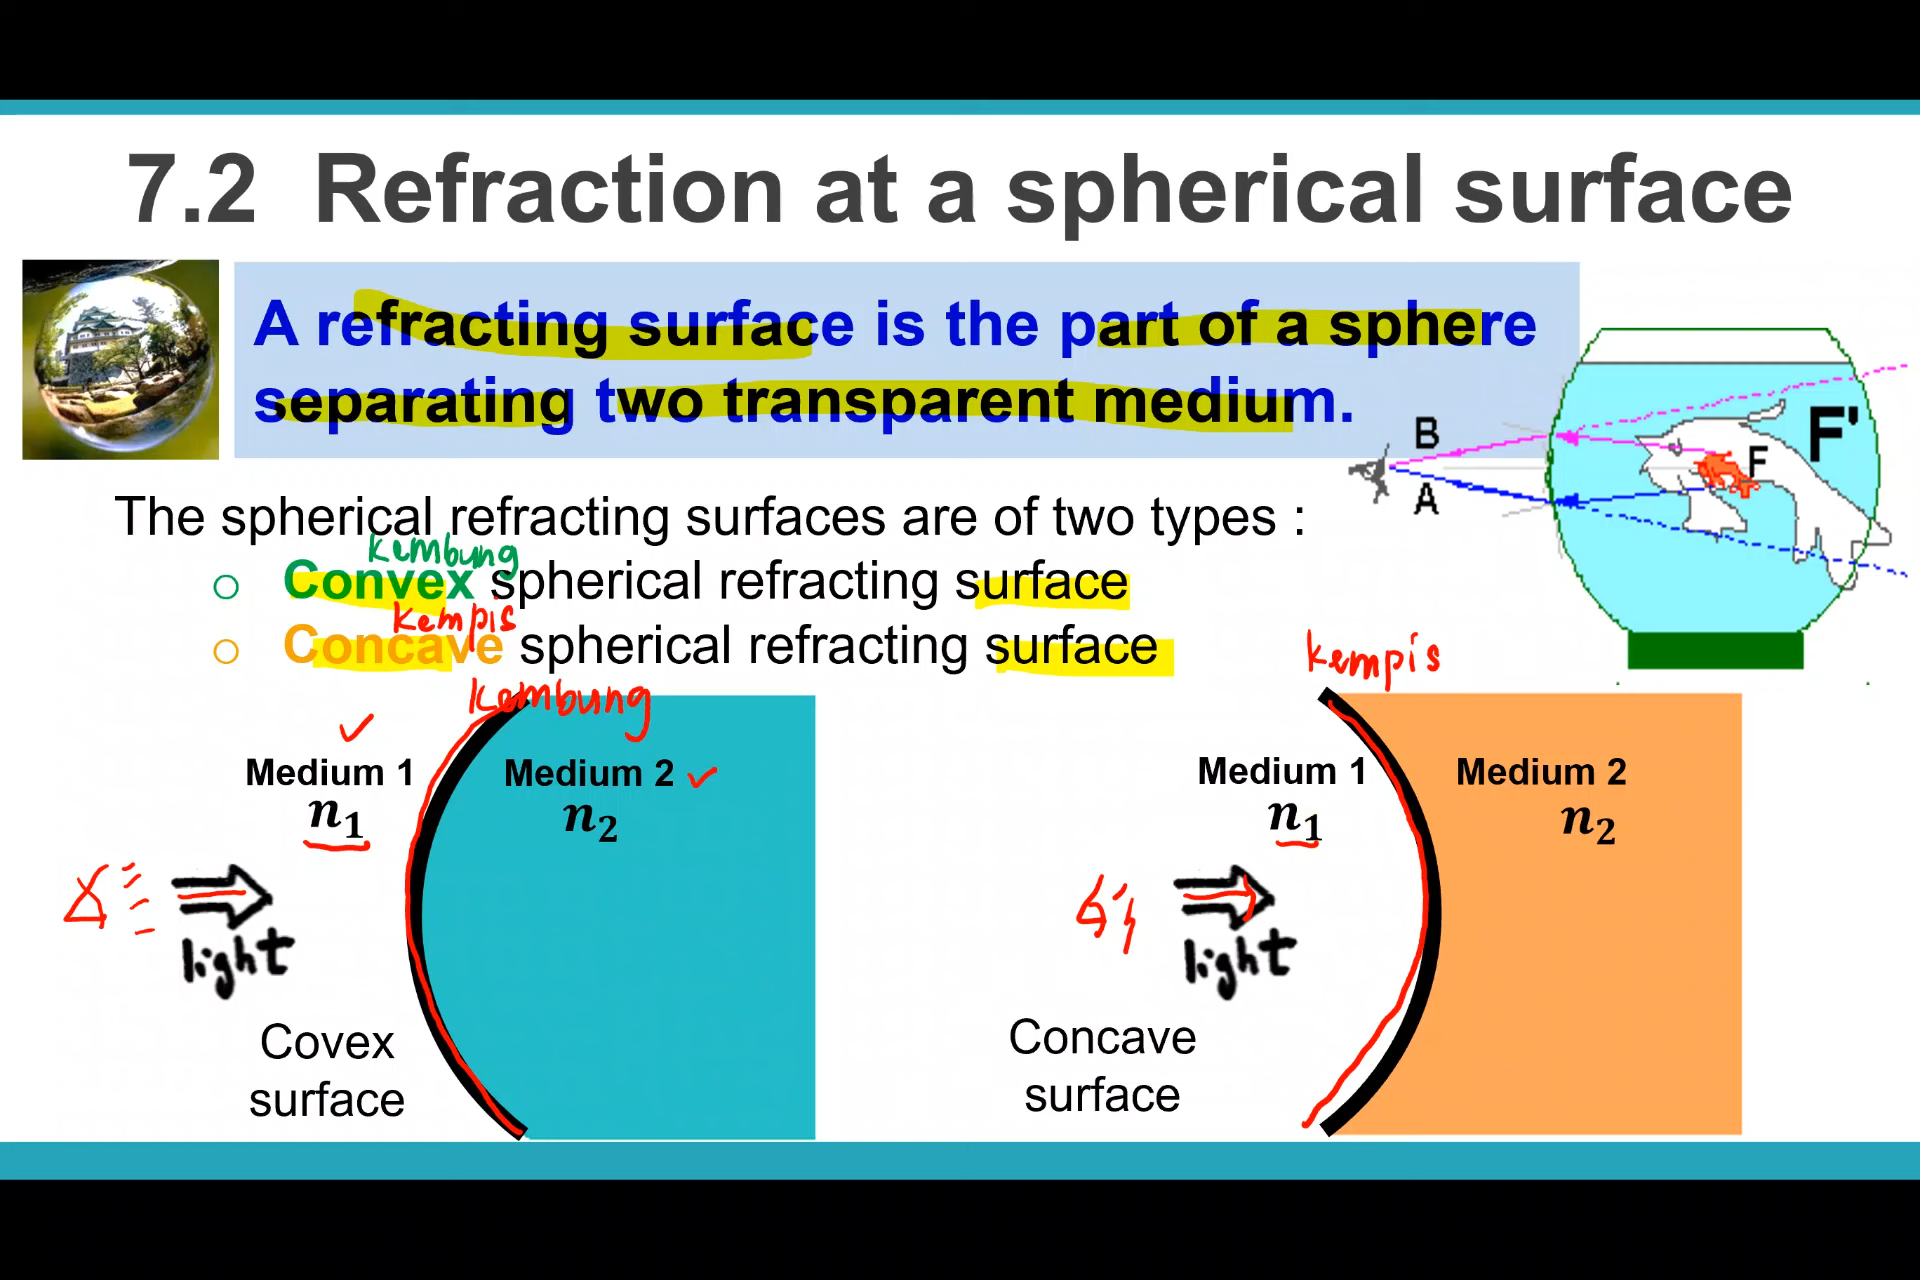 7.2 Refraction at a spherical surface
A refracting surface is the part of a sphere
separating two transparent medium.
B
A
F'
F
The spherical refracting surfaces are of two types :
kembung
○ Convex spherical refracting surface
kempis
○ Concave spherical refracting surface
kembung
Medium 1
n₁
Medium 2
n₂
light
Covex
surface
kempis
Medium 1
n₁
Medium 2
n₂
light
Concave
surface